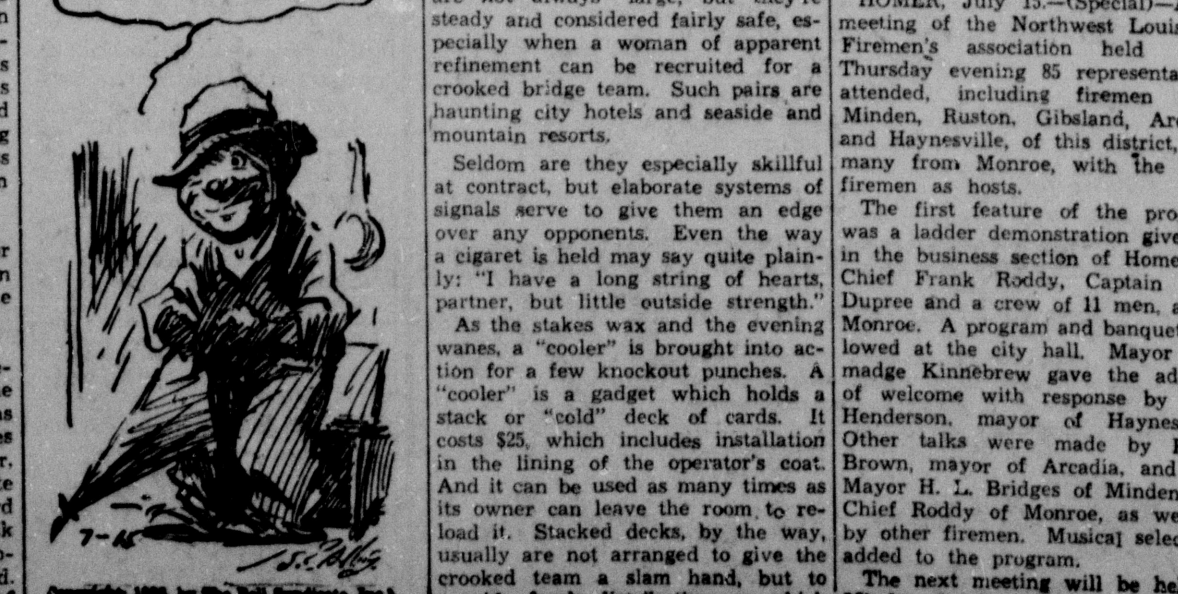 7-15
steady and considered fairly safe, es-
pecially when a woman of apparent
refinement can be recruited for a
crooked bridge team. Such pairs are
haunting city hotels and seaside and
mountain resorts.
Seldom are they especially skillful
at contract, but elaborate systems of
signals serve to give them an edge
over any opponents. Even the way
a cigaret is held may say quite plain-
ly: "I have a long string of hearts,
partner, but little outside strength."
As the stakes wax and the evening
wanes, a "cooler" is brought into ac-
tion for a few knockout punches. A
"cooler" is a gadget which holds a
stack or "cold" deck of cards. It
costs $25, which includes installation
in the lining of the operator's coat.
And it can be used as many times as
its owner can leave the room to re-
load it. Stacked decks, by the way,
usually are not arranged to give the
crooked team a slam hand, but to
HOMER, July 15.—(Special)—
meeting of the Northwest Louis
Firemen's association held
Thursday evening 85 representa
attended, including firemen
Minden, Ruston, Gibsland, Ar
and Haynesville, of this district,
many from Monroe, with the
firemen as hosts.
The first feature of the pro
was a ladder demonstration give
in the business section of Home
Chief Frank Roddy, Captain
Dupree and a crew of 11 men,
Monroe. A program and banquet
lowed at the city hall. Mayor
madge Kinnebrew gave the ad
of welcome with response by
Henderson, mayor of Haynes
Other talks were made by
Brown, mayor of Arcadia, and
Mayor H. L. Bridges of Minden
Chief Roddy of Monroe, as we
by other firemen. Musical selec
added to the program.
The next meeting will be he